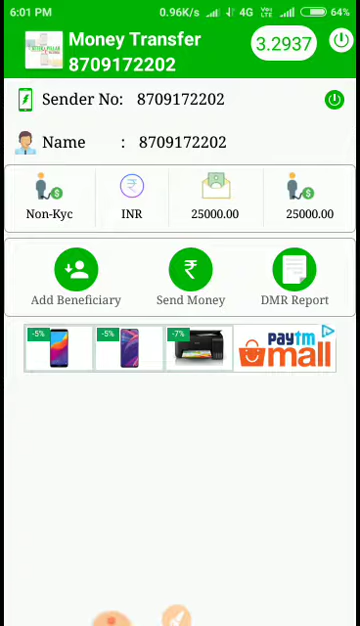 6:01 PM 0.96K/s 4G VoLTE 64%
Money Transfer
8709172202
3.2937
Sender No: 8709172202
Name : 8709172202
Non-Kyc INR 25000.00 25000.00
Add Beneficiary Send Money DMR Report
-5% -5% -7% paytm
mall